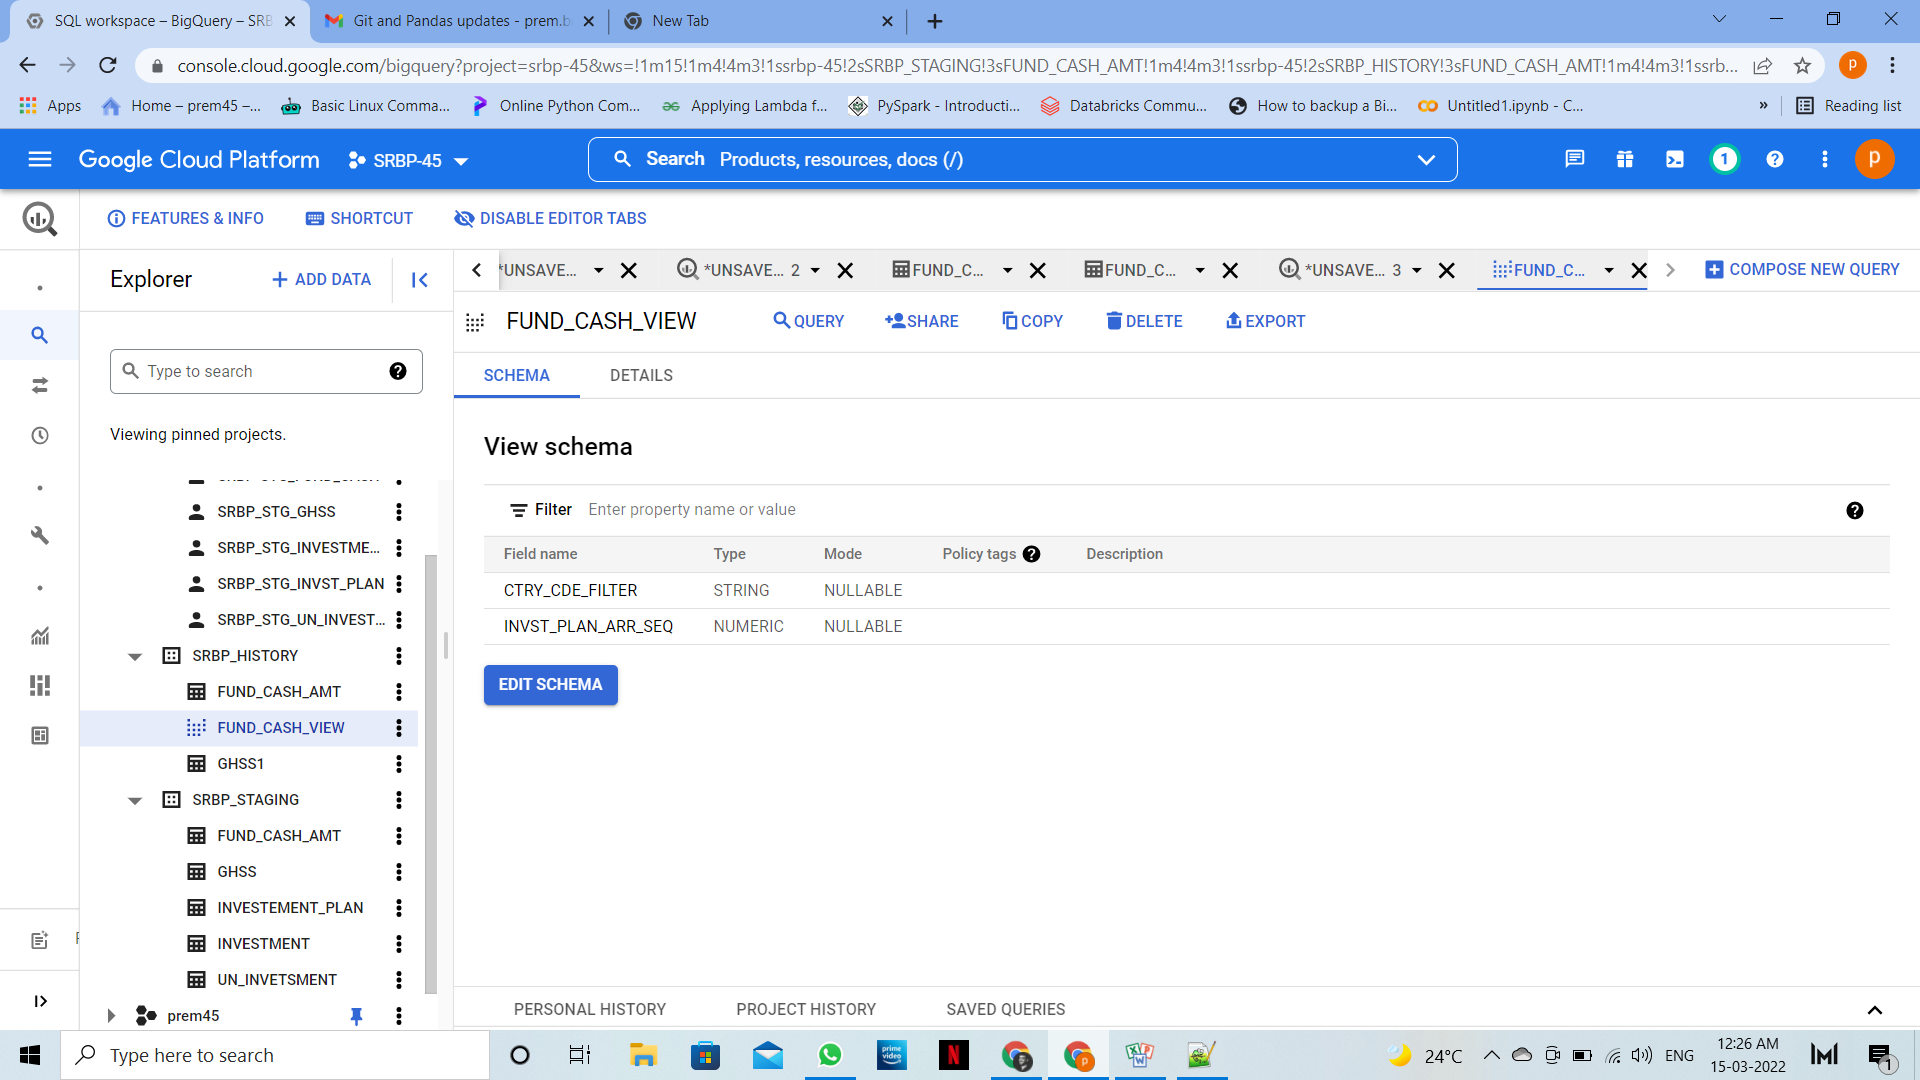 SQL workspace – BigQuery – SRB
Git and Pandas updates - prem.b
New Tab
console.cloud.google.com/bigquery?project=srbp-45&ws=!1m15!1m4!4m3!1ssrbp-45!2sSRBP_STAGING!3sFUND_CASH_AMT!1m4!4m3!1ssrbp-45!2sSRBP_HISTORY!3sFUND_CASH_AMT!1m4!4m3!1ssrb...
P
Apps
Home – prem45 –...
Basic Linux Comma...
Online Python Com...
Applying Lambda f...
PySpark - Introducti...
Databricks Commu...
How to backup a Bi...
Untitled1.ipynb - C...
»
Reading list
Google Cloud Platform
SRBP-45
Search Products, resources, docs (/)
1
p
FEATURES & INFO
SHORTCUT
DISABLE EDITOR TABS
Explorer
+ ADD DATA
*UNSAVE...
*UNSAVE... 2
FUND_C...
FUND_C...
*UNSAVE... 3
FUND_C...
COMPOSE NEW QUERY
FUND_CASH_VIEW
QUERY
SHARE
COPY
DELETE
EXPORT
Type to search
SCHEMA
DETAILS
Viewing pinned projects.
View schema
SRBP_STG_GHSS
SRBP_STG_INVESTME...
SRBP_STG_INVST_PLAN
SRBP_STG_UN_INVEST...
SRBP_HISTORY
FUND_CASH_AMT
FUND_CASH_VIEW
GHSS1
SRBP_STAGING
FUND_CASH_AMT
GHSS
INVESTEMENT_PLAN
INVESTMENT
UN_INVETSMENT
prem45
Filter Enter property name or value
Field name Type Mode Policy tags Description
CTRY_CDE_FILTER STRING NULLABLE
INVST_PLAN_ARR_SEQ NUMERIC NULLABLE
EDIT SCHEMA
PERSONAL HISTORY
PROJECT HISTORY
SAVED QUERIES
Type here to search
prime video
N
24°C
ENG
12:26 AM
15-03-2022
1